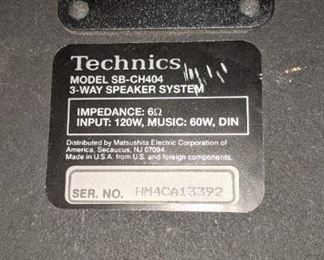 Technics
MODEL SB-CH404
3-WAY SPEAKER SYSTEM
IMPEDANCE: 6Ω
INPUT: 120W, MUSIC: 60W, DIN
Distributed by Matsushita Electric Corporation of
America, Secaucus, NJ 07094.
Made in U.S.A. from U.S. and foreign components.
SER. NO. HM4CA13392